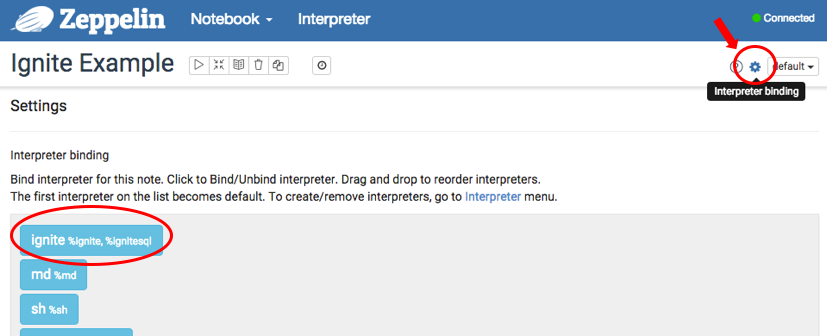 Zeppelin Notebook Interpreter Connected
Ignite Example default
Interpreter binding
Settings
Interpreter binding
Bind interpreter for this note. Click to Bind/Unbind interpreter. Drag and drop to reorder interpreters.
The first interpreter on the list becomes default. To create/remove interpreters, go to Interpreter menu.
ignite %ignite, %ignitesql
md %md
sh %sh